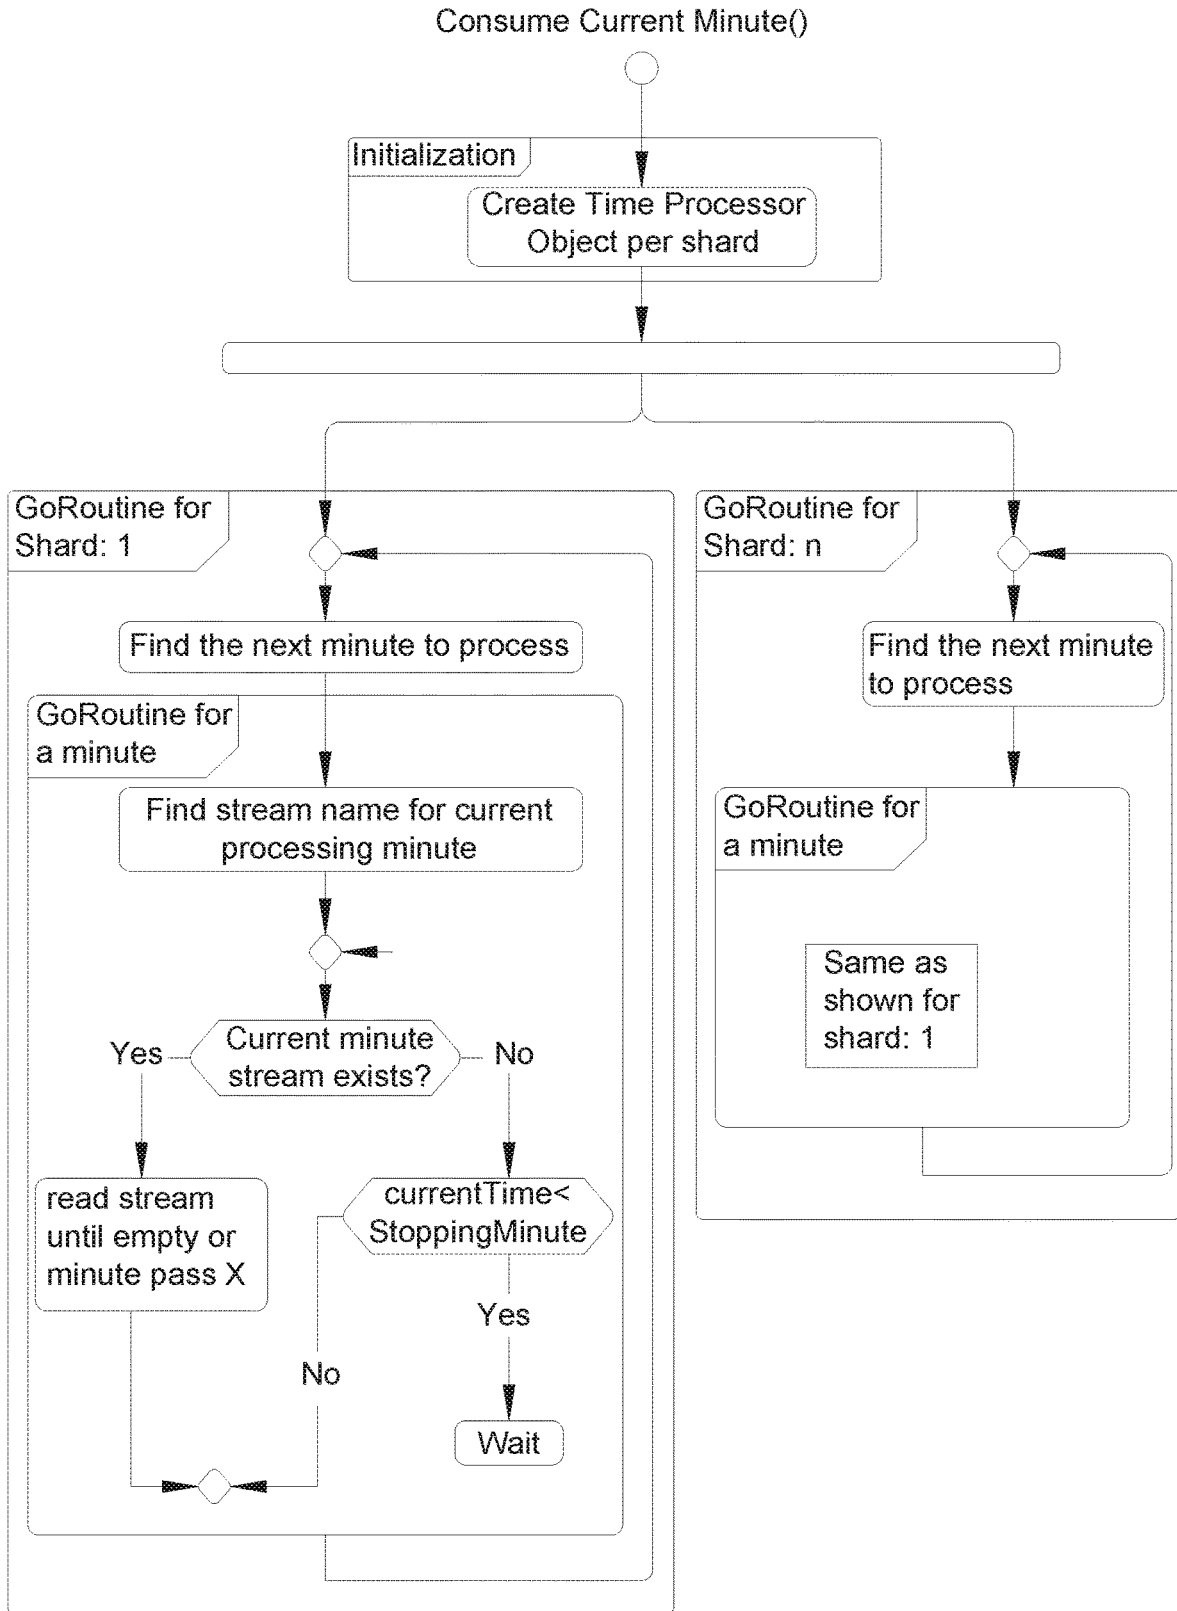 Consume Current Minute()
Initialization
Create Time Processor
Object per shard
GoRoutine for
Shard: 1
Find the next minute to process
GoRoutine for
a minute
Find stream name for current
processing minute
Current minute
stream exists?
Yes
No
read stream
until empty or
minute pass X
currentTime<
StoppingMinute
Yes
No
Wait
GoRoutine for
Shard: n
Find the next minute
to process
GoRoutine for
a minute
Same as
shown for
shard: 1